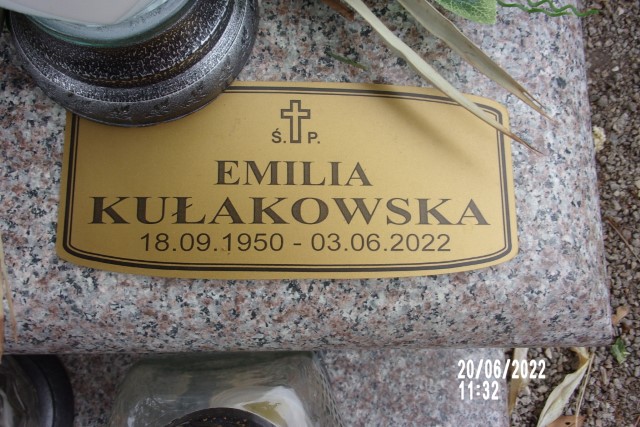 Ś. P.
EMILIA
KUŁAKOWSKA
18.09.1950 - 03.06.2022
20/06/2022
11:32